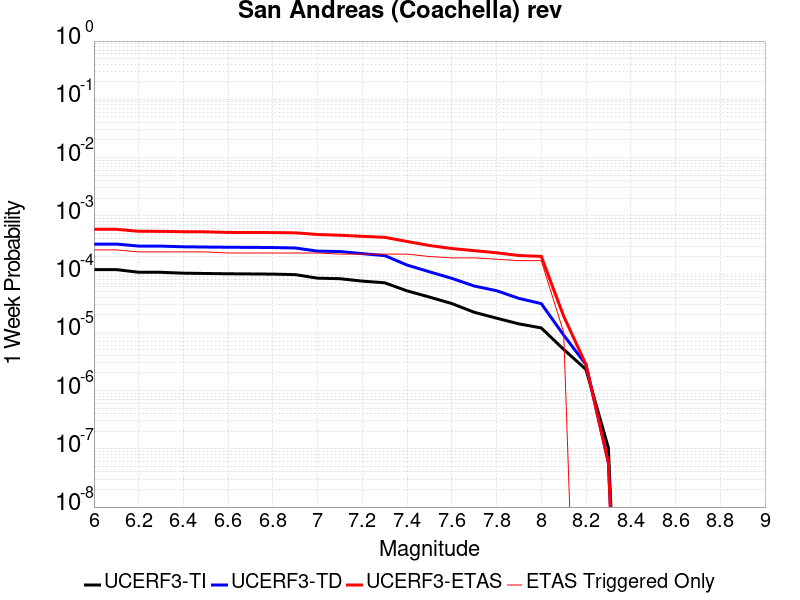 San Andreas (Coachella) rev
10^0
10^-1
10^-2
10^-3
10^-4
10^-5
10^-6
10^-7
10^-8
1 Week Probability
6 6.2 6.4 6.6 6.8 7 7.2 7.4 7.6 7.8 8 8.2 8.4 8.6 8.8 9
Magnitude
UCERF3-TI UCERF3-TD UCERF3-ETAS ETAS Triggered Only